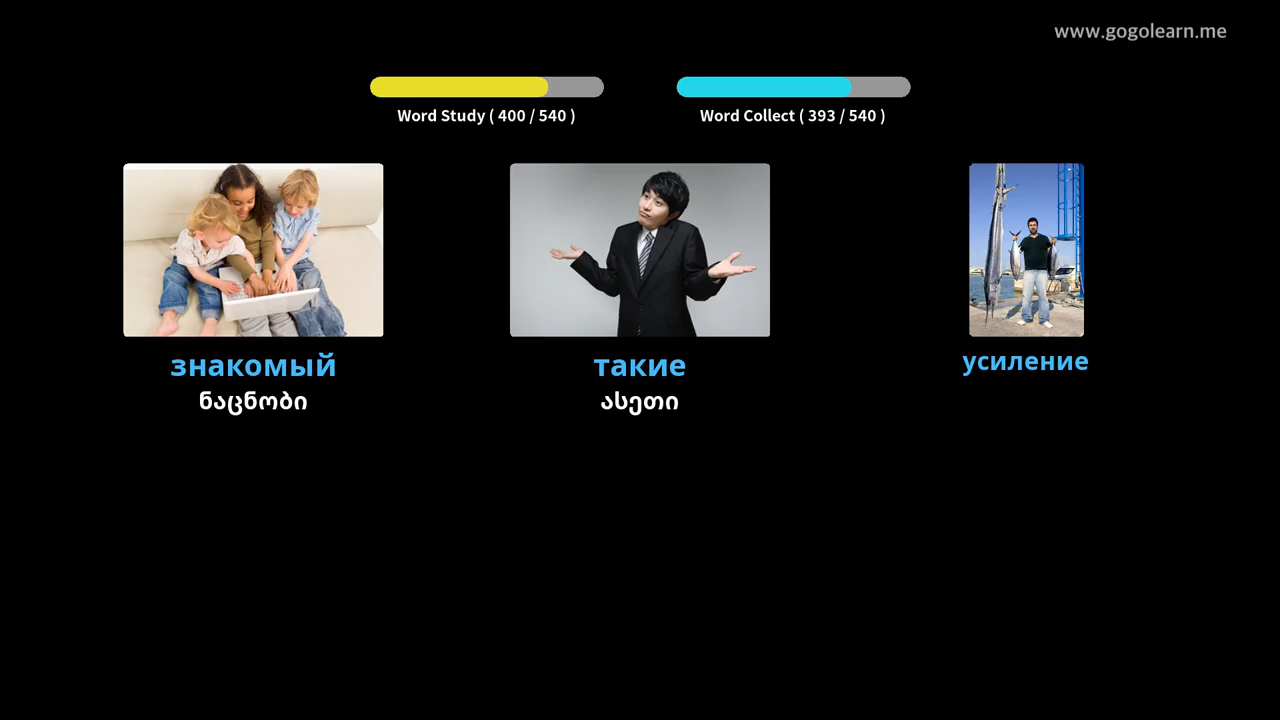 www.gogolearn.me
Word Study ( 400 / 540 )
Word Collect ( 393 / 540 )
знакомый
ნაცნობი
такие
ასეთი
усиление